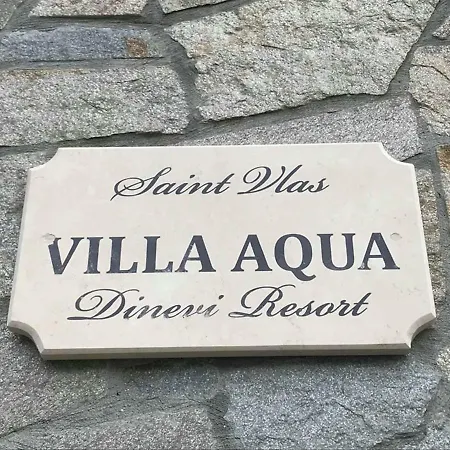 Saint Vlas
VILLA AQUA
Dinevi Resort